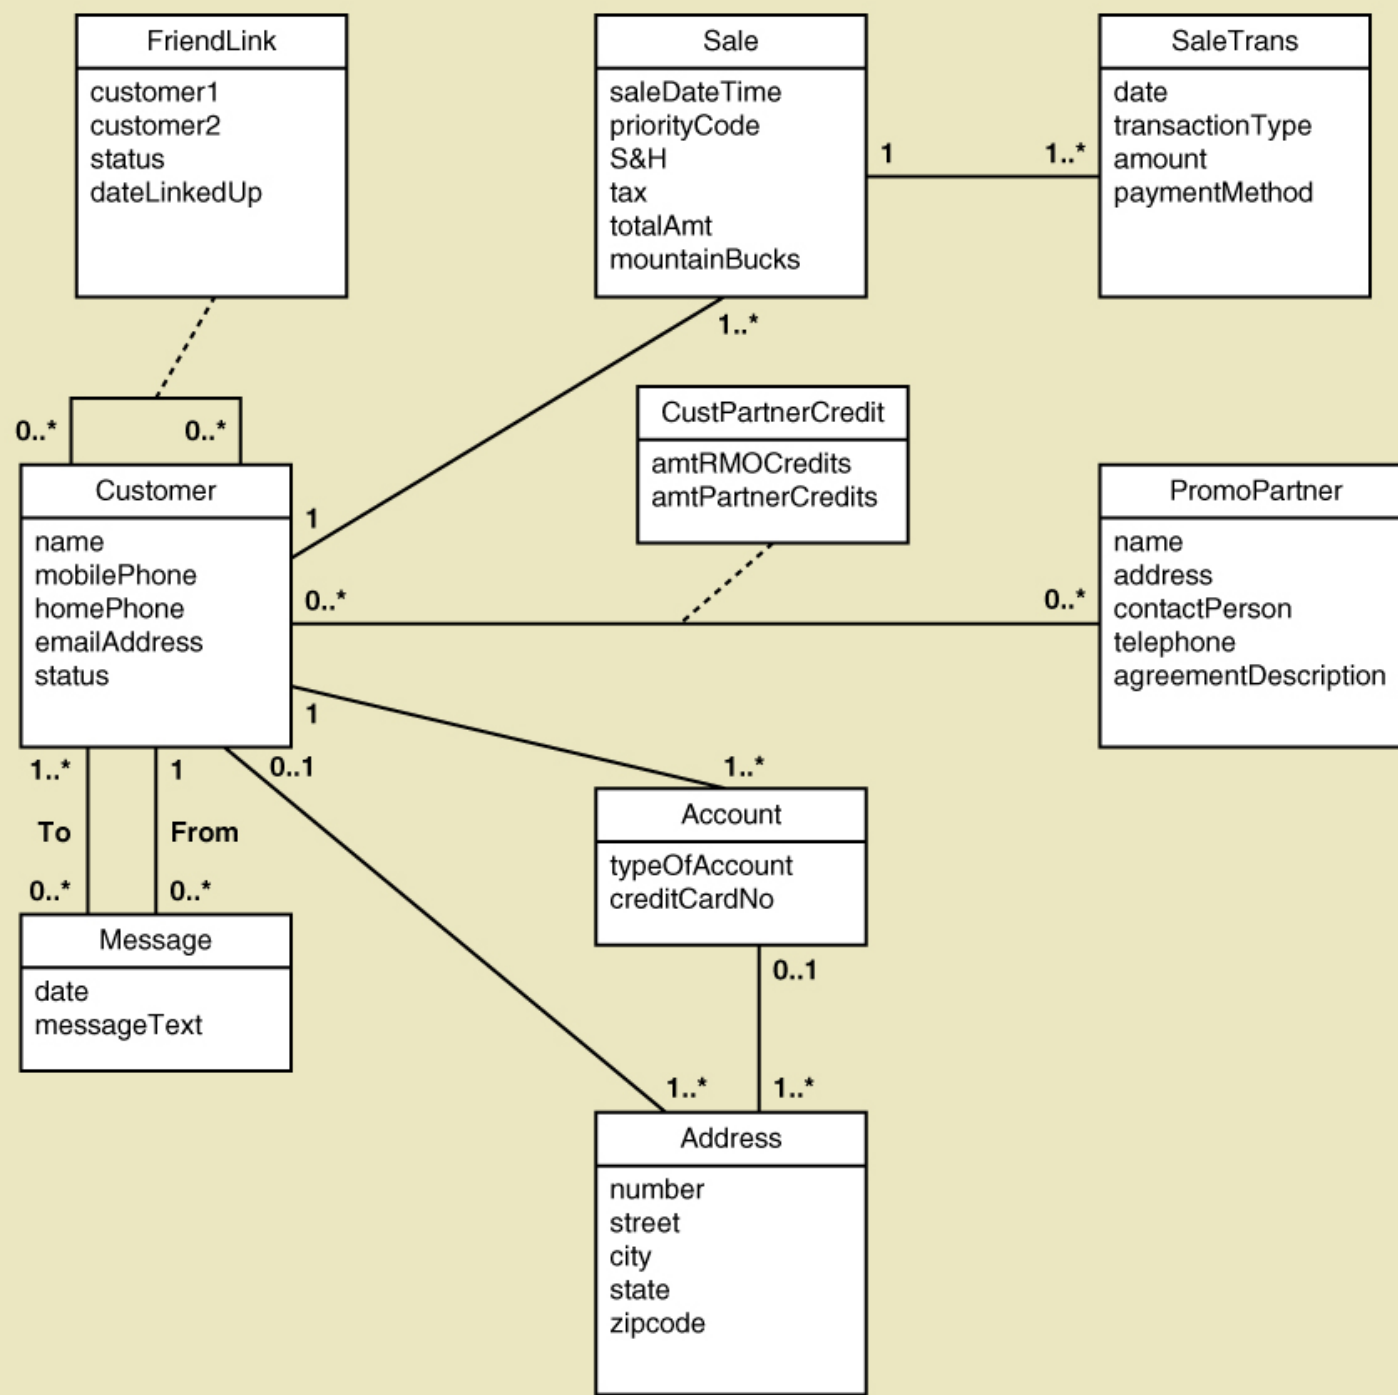 FriendLink
customer1
customer2
status
dateLinkedUp
Sale
saleDateTime
priorityCode
S&H
tax
totalAmt
mountainBucks
SaleTrans
date
transactionType
amount
paymentMethod
1
1..*
1..*
0..*
0..*
CustPartnerCredit
amtRMOCredits
amtPartnerCredits
Customer
name
mobilePhone
homePhone
emailAddress
status
1
0..*
0..*
PromoPartner
name
address
contactPerson
telephone
agreementDescription
1
1..*
1
0..1
1..*
To
From
0..*
0..*
Account
typeOfAccount
creditCardNo
Message
date
messageText
0..1
1..*
1..*
Address
number
street
city
state
zipcode